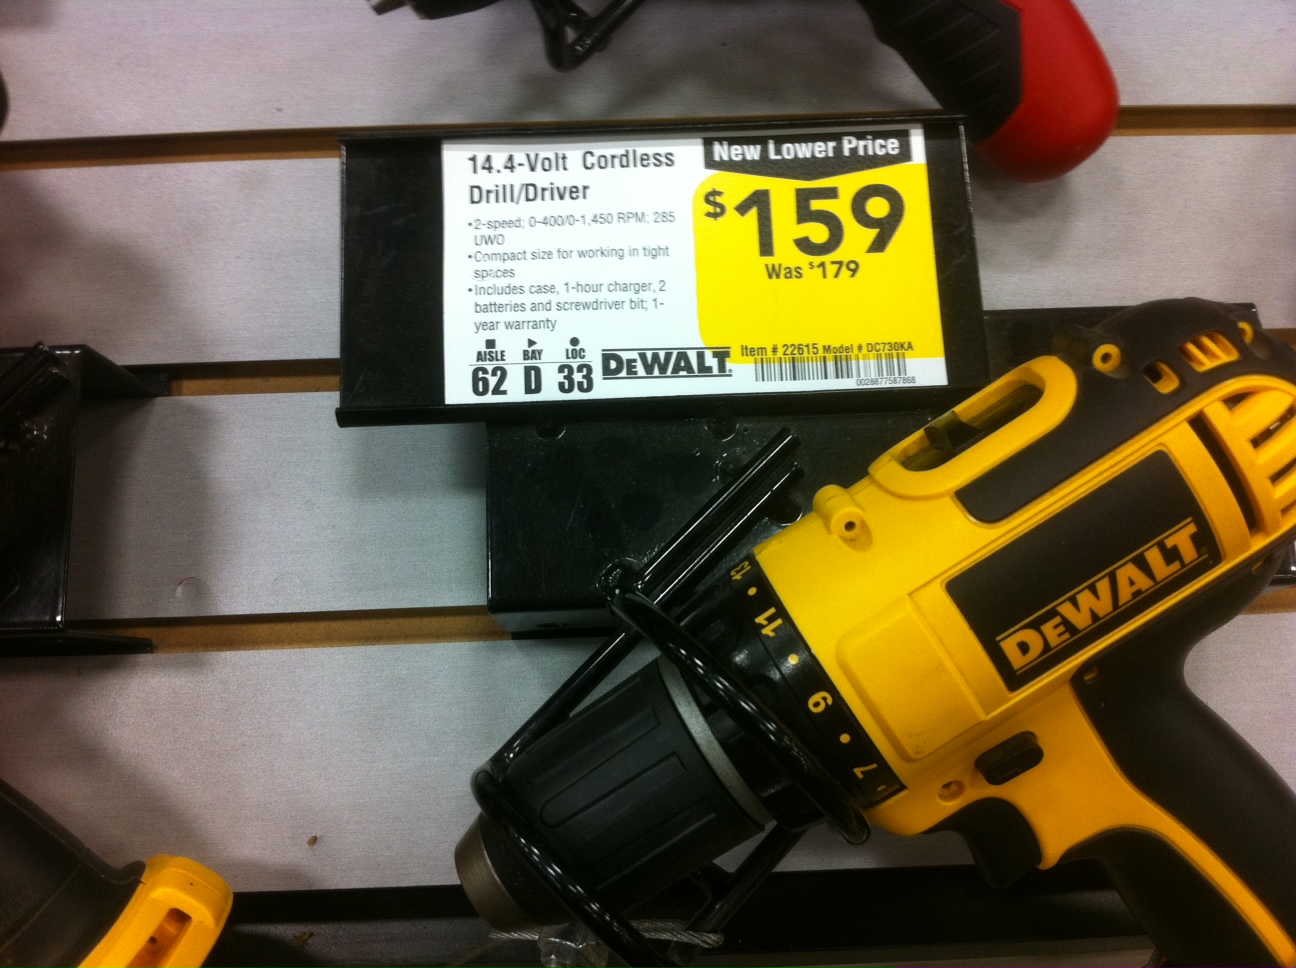 14.4-Volt Cordless
Drill/Driver
•2-speed; 0-400/0-1,450 RPM; 285
UWO
•Compact size for working in tight
spaces
•Includes case, 1-hour charger, 2
batteries and screwdriver bit; 1-
year warranty
AISLE BAY LOC
62 D 33
DEWALT
New Lower Price
$159
Was $179
Item # 22615 Model # DC730KA
0028877587868
DEWALT
13
11
9
7